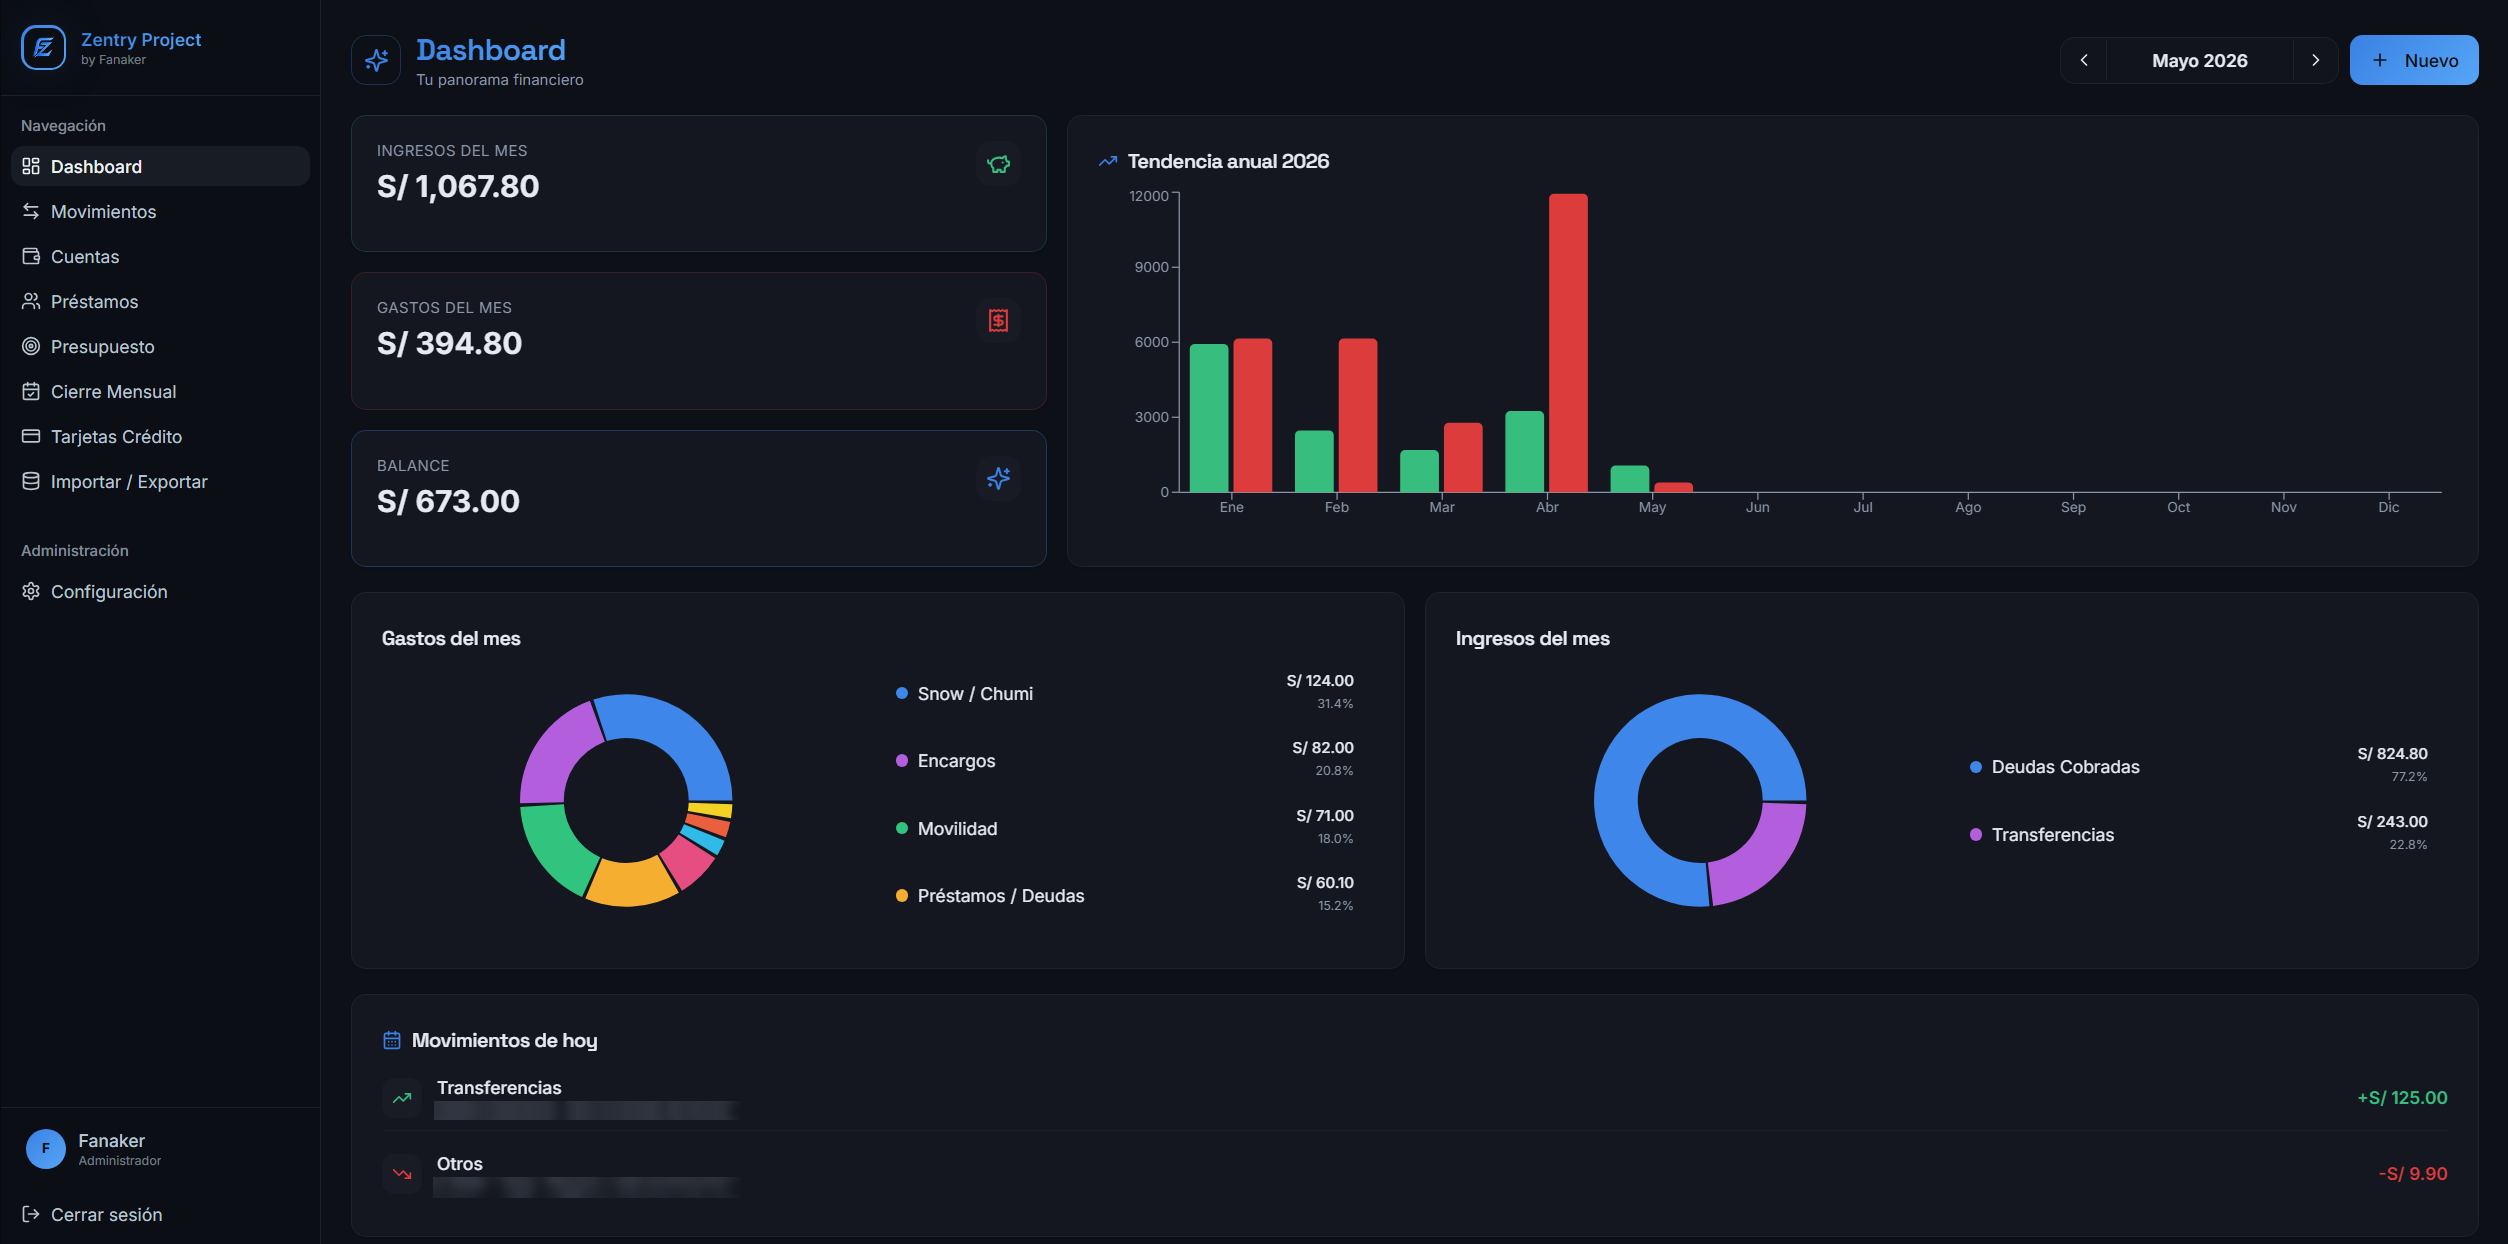 Zentry Project
by Fanaker
Navegación
Dashboard
Movimientos
Cuentas
Préstamos
Presupuesto
Cierre Mensual
Tarjetas Crédito
Importar / Exportar
Administración
Configuración
F
Fanaker
Administrador
Cerrar sesión
Dashboard
Tu panorama financiero
Mayo 2026
+ Nuevo
INGRESOS DEL MES
S/ 1,067.80
GASTOS DEL MES
S/ 394.80
BALANCE
S/ 673.00
Tendencia anual 2026
12000
9000
6000
3000
0
Ene Feb Mar Abr May Jun Jul Ago Sep Oct Nov Dic
Gastos del mes
Snow / Chumi S/ 124.00
31.4%
Encargos S/ 82.00
20.8%
Movilidad S/ 71.00
18.0%
Préstamos / Deudas S/ 60.10
15.2%
Ingresos del mes
Deudas Cobradas S/ 824.80
77.2%
Transferencias S/ 243.00
22.8%
Movimientos de hoy
Transferencias +S/ 125.00
Otros -S/ 9.90